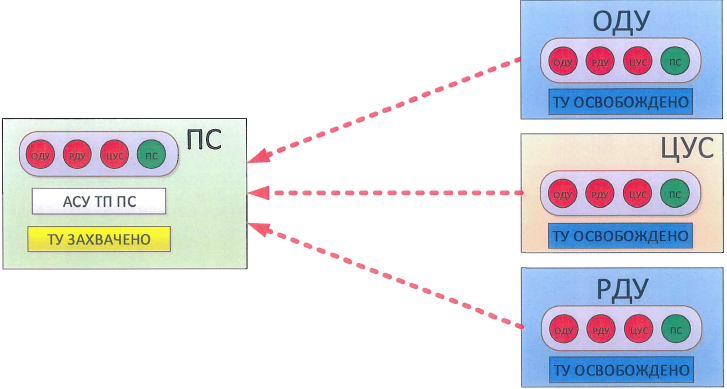 ОДУ
ОДУ РДУ ЦУС ПС
ТУ ОСВОБОЖДЕНО
ПС
ОДУ РДУ ЦУС ПС
АСУ ТП ПС
ТУ ЗАХВАЧЕНО
ЦУС
ОДУ РДУ ЦУС ПС
ТУ ОСВОБОЖДЕНО
РДУ
ОДУ РДУ ЦУС ПС
ТУ ОСВОБОЖДЕНО